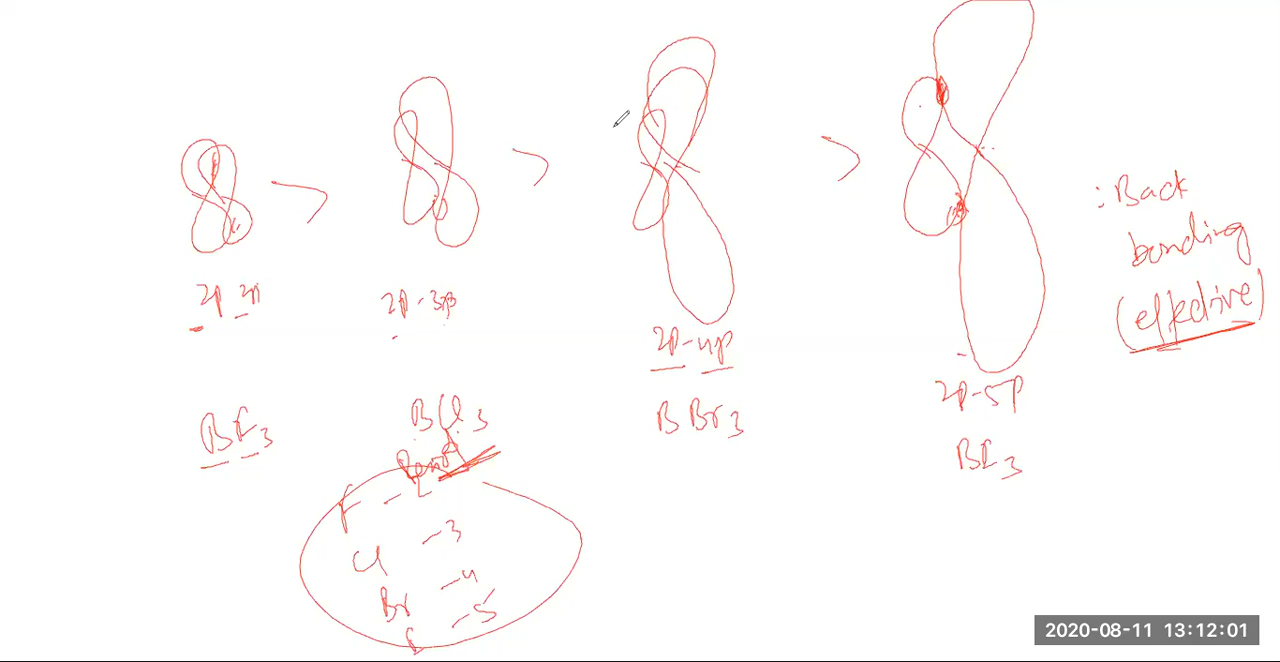 > > > : Back
bonding
(effective)
2p 2p 2p-3p 2p-4p 2p-5p
BF3 BCl3 BBr3 BI3
F - 2
Cl - 3
Br - 4
I - 5
2020-08-11 13:12:01